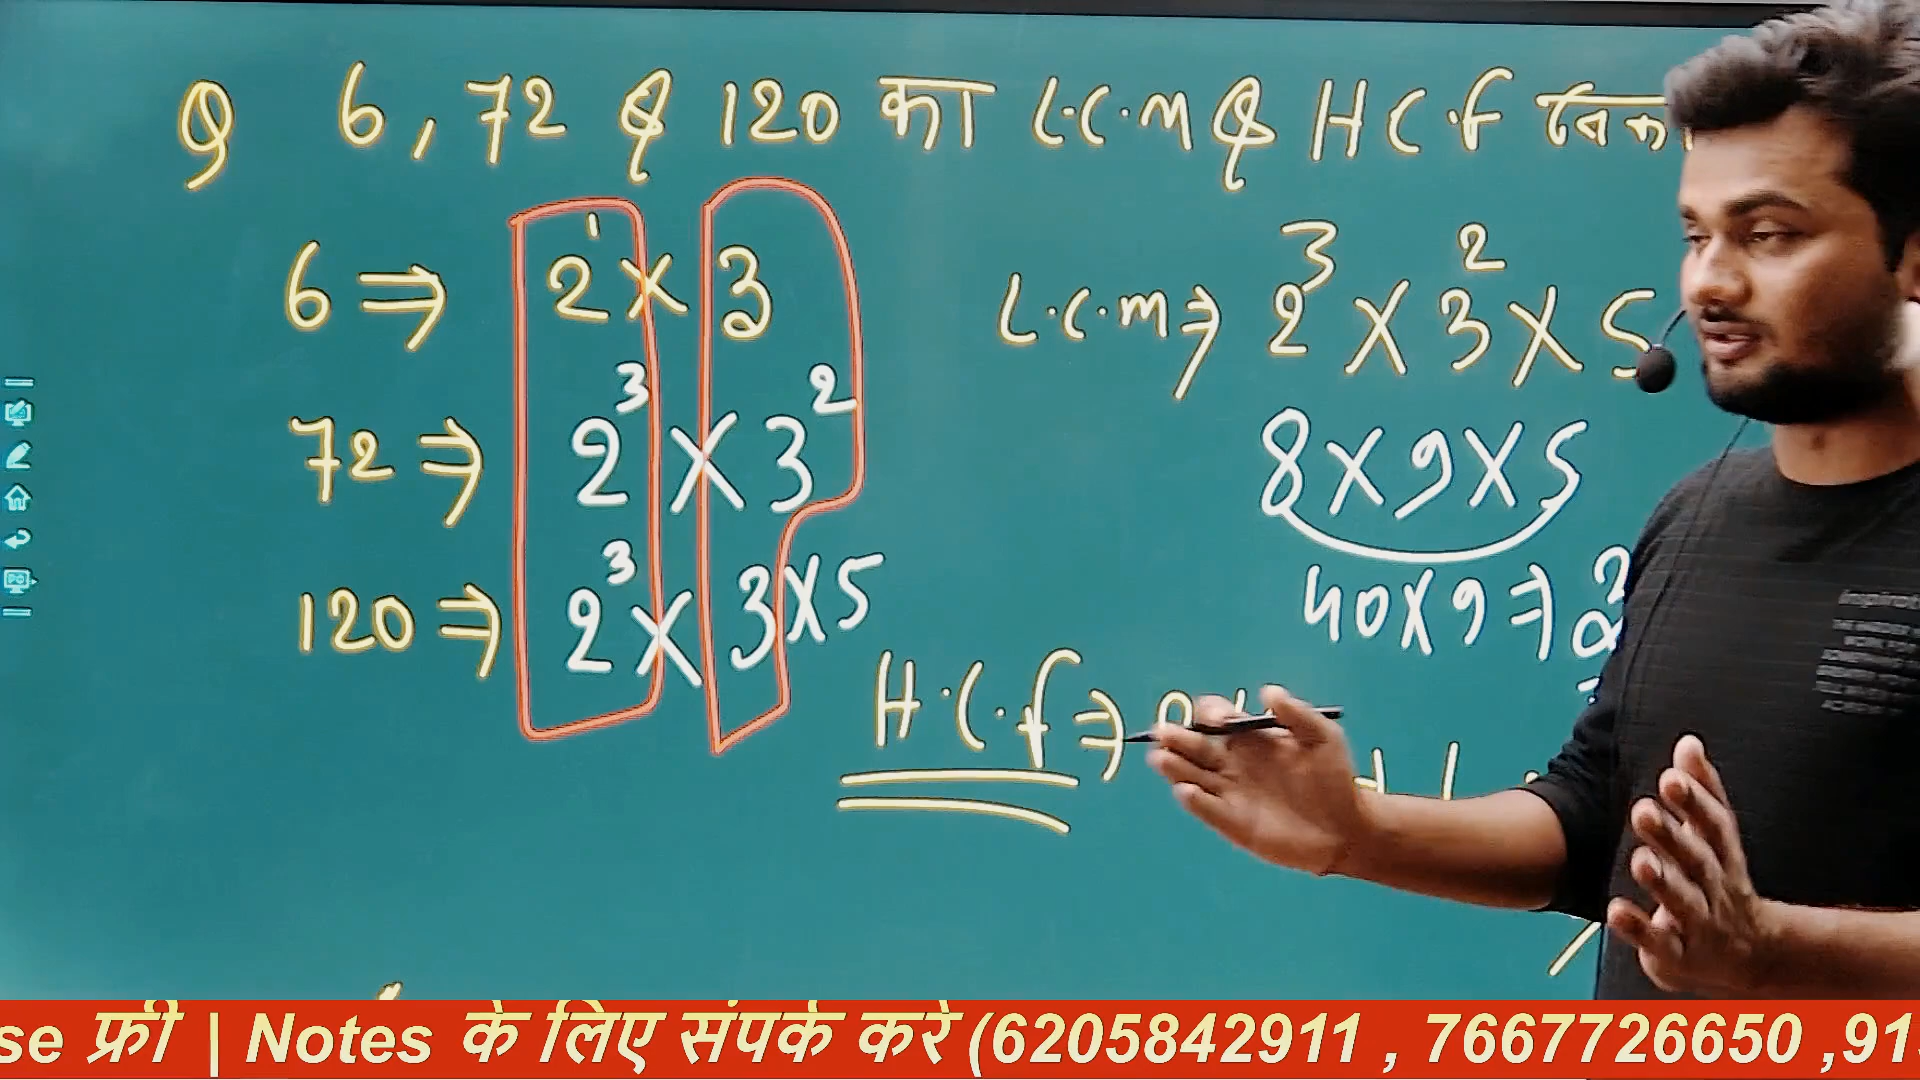 Q 6, 72 & 120 का L.C.M & H C.F
6 ⇒ 2¹ × 3
72 ⇒ 2³ × 3²
120 ⇒ 2³ × 3 × 5
L.C.M ⇒ 2³ × 3² × 5
8 × 9 × 5
40 × 9 ⇒
H.C.F ⇒
se फ्री | Notes के लिए संपर्क करे (6205842911 , 7667726650 ,91